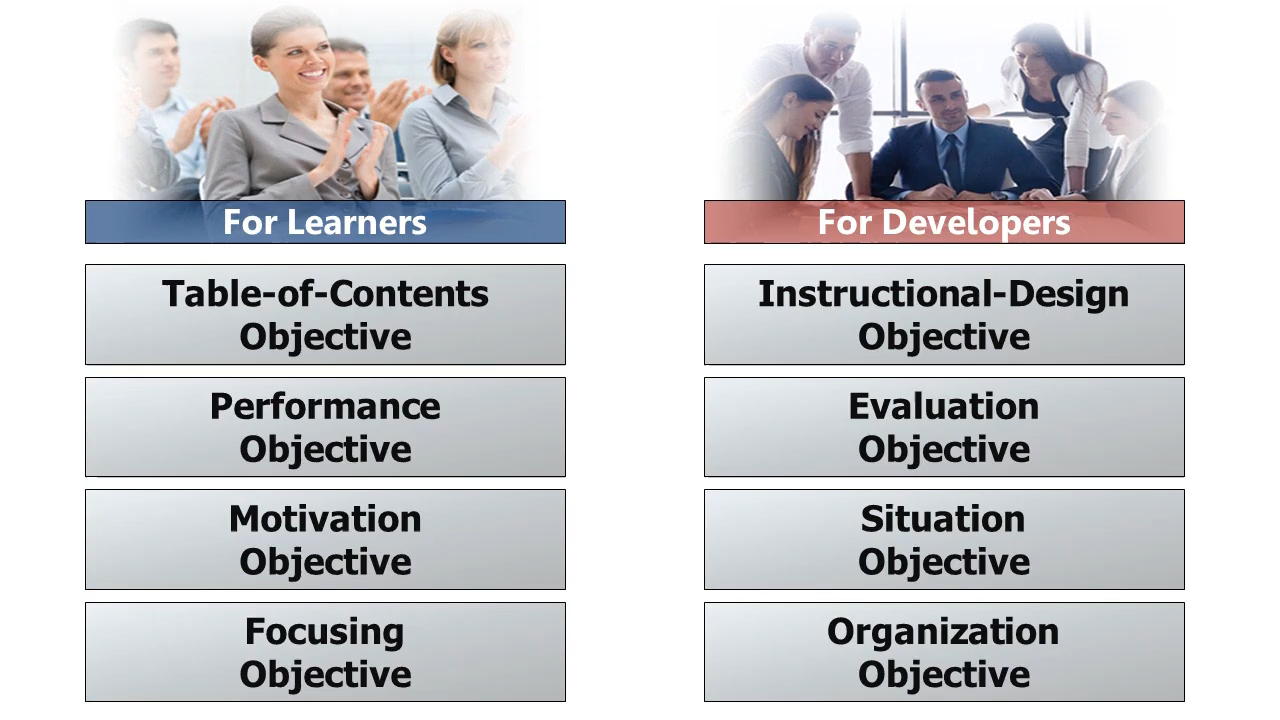 For Learners
Table-of-Contents
Objective
Performance
Objective
Motivation
Objective
Focusing
Objective
For Developers
Instructional-Design
Objective
Evaluation
Objective
Situation
Objective
Organization
Objective